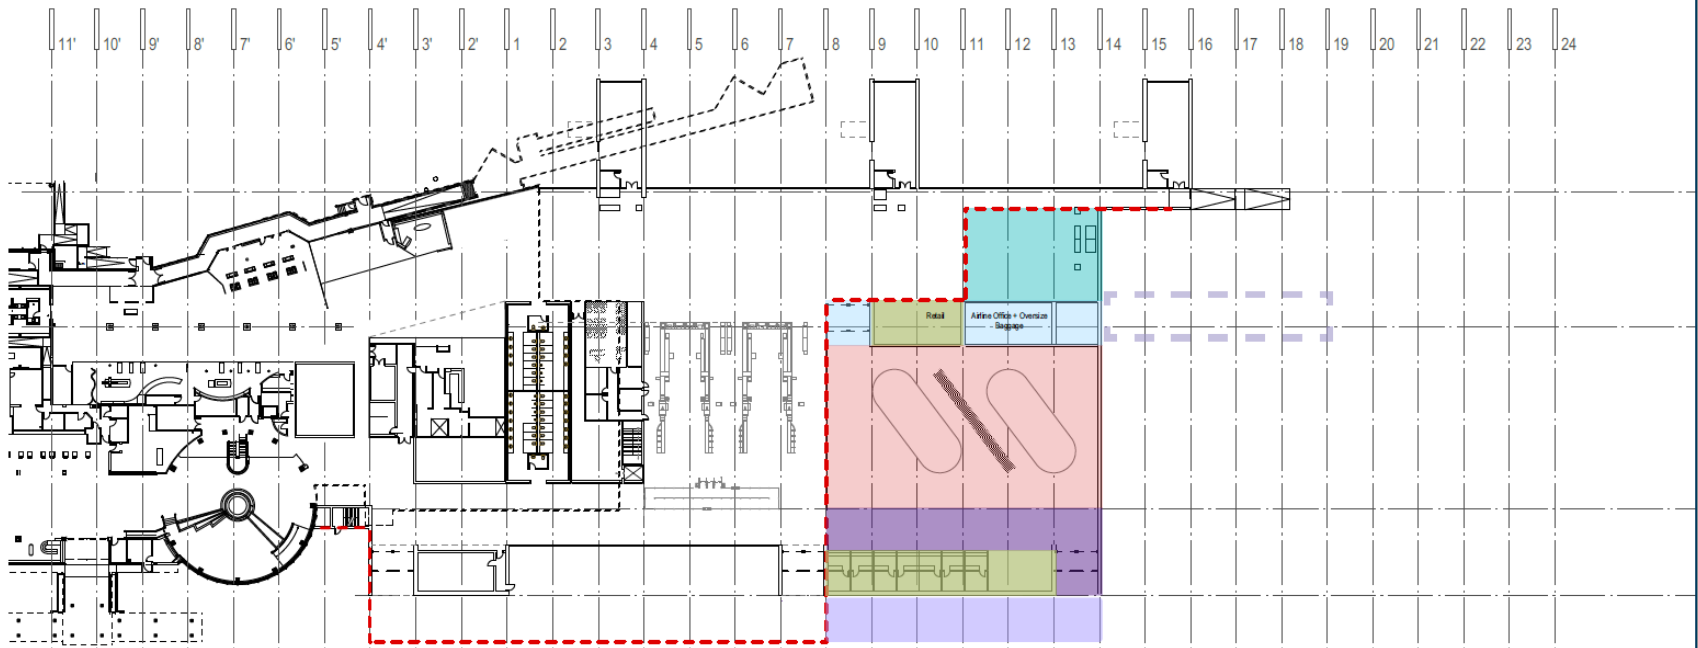 11' 10' 9' 8' 7' 6' 5' 4' 3' 2' 1 2 3 4 5 6 7 8 9 10 11 12 13 14 15 16 17 18 19 20 21 22 23 24
Retail
Airline Office + Oversize
Baggage